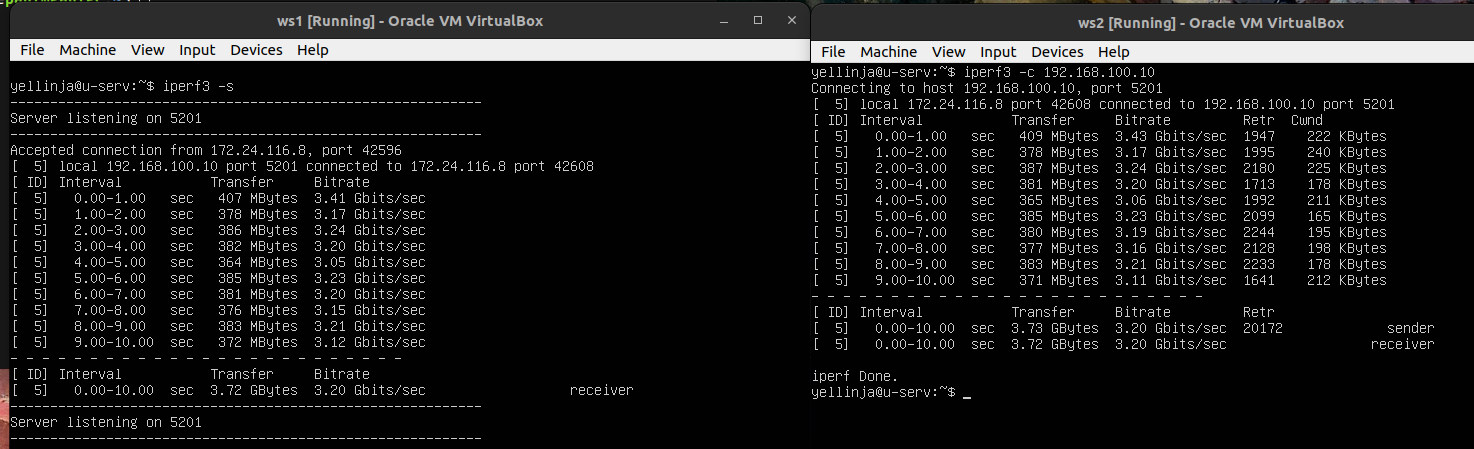 ws1 [Running] - Oracle VM VirtualBox
File Machine View Input Devices Help
yellinja@u-serv:~$ iperf3 -s
-----------------------------------------------------------
Server listening on 5201
-----------------------------------------------------------
Accepted connection from 172.24.116.8, port 42596
[  5] local 192.168.100.10 port 5201 connected to 172.24.116.8 port 42608
[ ID] Interval           Transfer     Bitrate
[  5]   0.00-1.00   sec   407 MBytes  3.41 Gbits/sec
[  5]   1.00-2.00   sec   378 MBytes  3.17 Gbits/sec
[  5]   2.00-3.00   sec   386 MBytes  3.24 Gbits/sec
[  5]   3.00-4.00   sec   382 MBytes  3.20 Gbits/sec
[  5]   4.00-5.00   sec   364 MBytes  3.05 Gbits/sec
[  5]   5.00-6.00   sec   385 MBytes  3.23 Gbits/sec
[  5]   6.00-7.00   sec   381 MBytes  3.20 Gbits/sec
[  5]   7.00-8.00   sec   376 MBytes  3.15 Gbits/sec
[  5]   8.00-9.00   sec   383 MBytes  3.21 Gbits/sec
[  5]   9.00-10.00  sec   372 MBytes  3.12 Gbits/sec
- - - - - - - - - - - - - - - - - - - - - - - - -
[ ID] Interval           Transfer     Bitrate
[  5]   0.00-10.00  sec  3.72 GBytes  3.20 Gbits/sec                  receiver
-----------------------------------------------------------
Server listening on 5201
-----------------------------------------------------------
ws2 [Running] - Oracle VM VirtualBox
File Machine View Input Devices Help
yellinja@u-serv:~$ iperf3 -c 192.168.100.10
Connecting to host 192.168.100.10, port 5201
[  5] local 172.24.116.8 port 42608 connected to 192.168.100.10 port 5201
[ ID] Interval           Transfer     Bitrate         Retr  Cwnd
[  5]   0.00-1.00   sec   409 MBytes  3.43 Gbits/sec  1947    222 KBytes
[  5]   1.00-2.00   sec   378 MBytes  3.17 Gbits/sec  1995    240 KBytes
[  5]   2.00-3.00   sec   387 MBytes  3.24 Gbits/sec  2180    225 KBytes
[  5]   3.00-4.00   sec   381 MBytes  3.20 Gbits/sec  1713    178 KBytes
[  5]   4.00-5.00   sec   365 MBytes  3.06 Gbits/sec  1992    211 KBytes
[  5]   5.00-6.00   sec   385 MBytes  3.23 Gbits/sec  2099    165 KBytes
[  5]   6.00-7.00   sec   380 MBytes  3.19 Gbits/sec  2244    195 KBytes
[  5]   7.00-8.00   sec   377 MBytes  3.16 Gbits/sec  2128    198 KBytes
[  5]   8.00-9.00   sec   383 MBytes  3.21 Gbits/sec  2233    178 KBytes
[  5]   9.00-10.00  sec   371 MBytes  3.11 Gbits/sec  1641    212 KBytes
- - - - - - - - - - - - - - - - - - - - - - - - -
[ ID] Interval           Transfer     Bitrate         Retr
[  5]   0.00-10.00  sec  3.73 GBytes  3.20 Gbits/sec  20172             sender
[  5]   0.00-10.00  sec  3.72 GBytes  3.20 Gbits/sec                  receiver
iperf Done.
yellinja@u-serv:~$ _